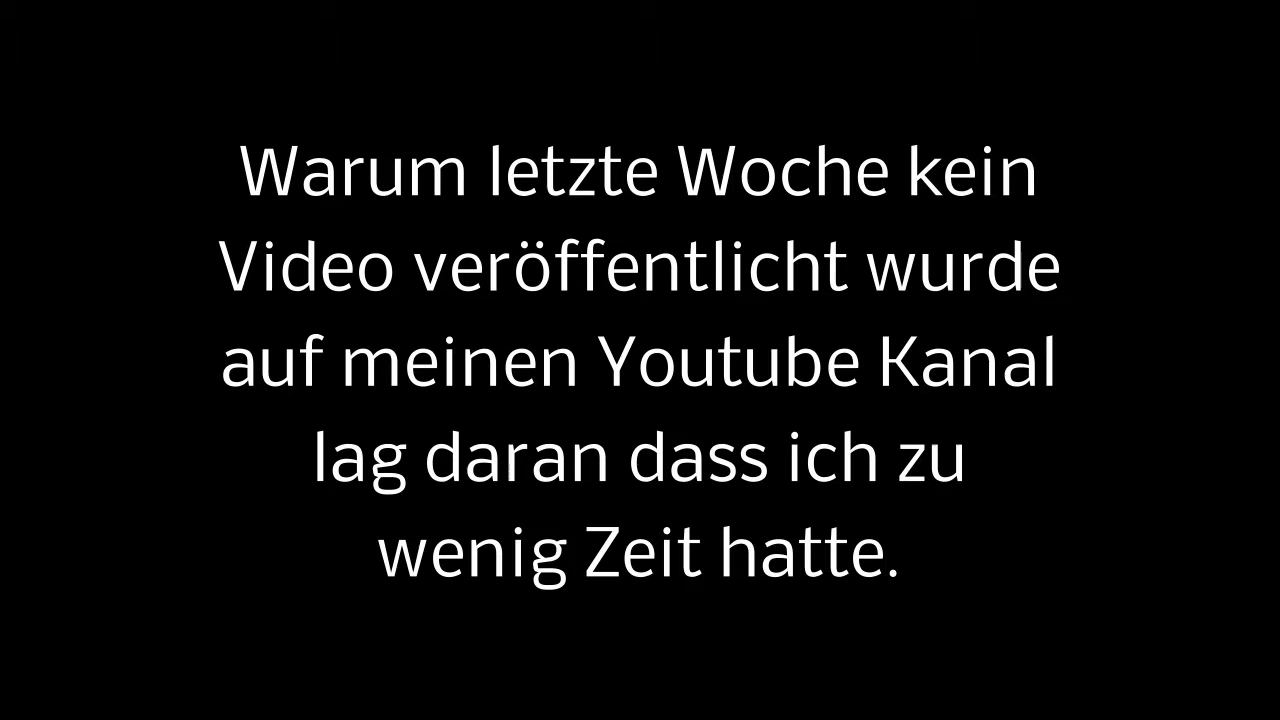 Warum letzte Woche kein
Video veröffentlicht wurde
auf meinen Youtube Kanal
lag daran dass ich zu
wenig Zeit hatte.